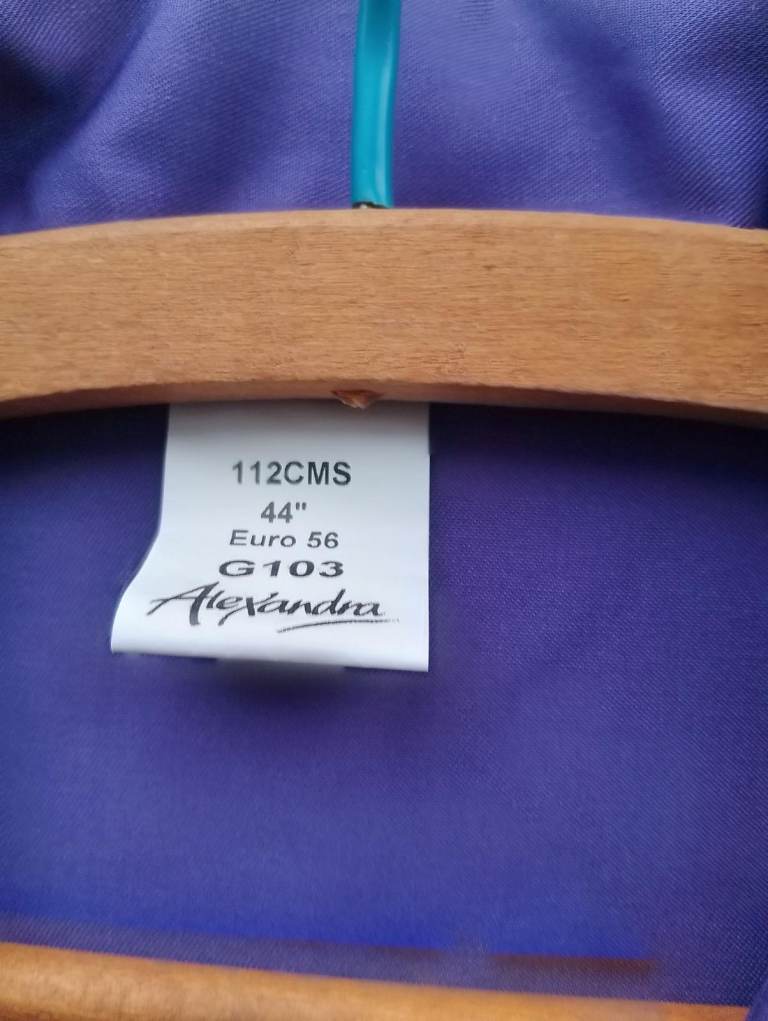 112CMS
44"
Euro 56
G103
Alexandra